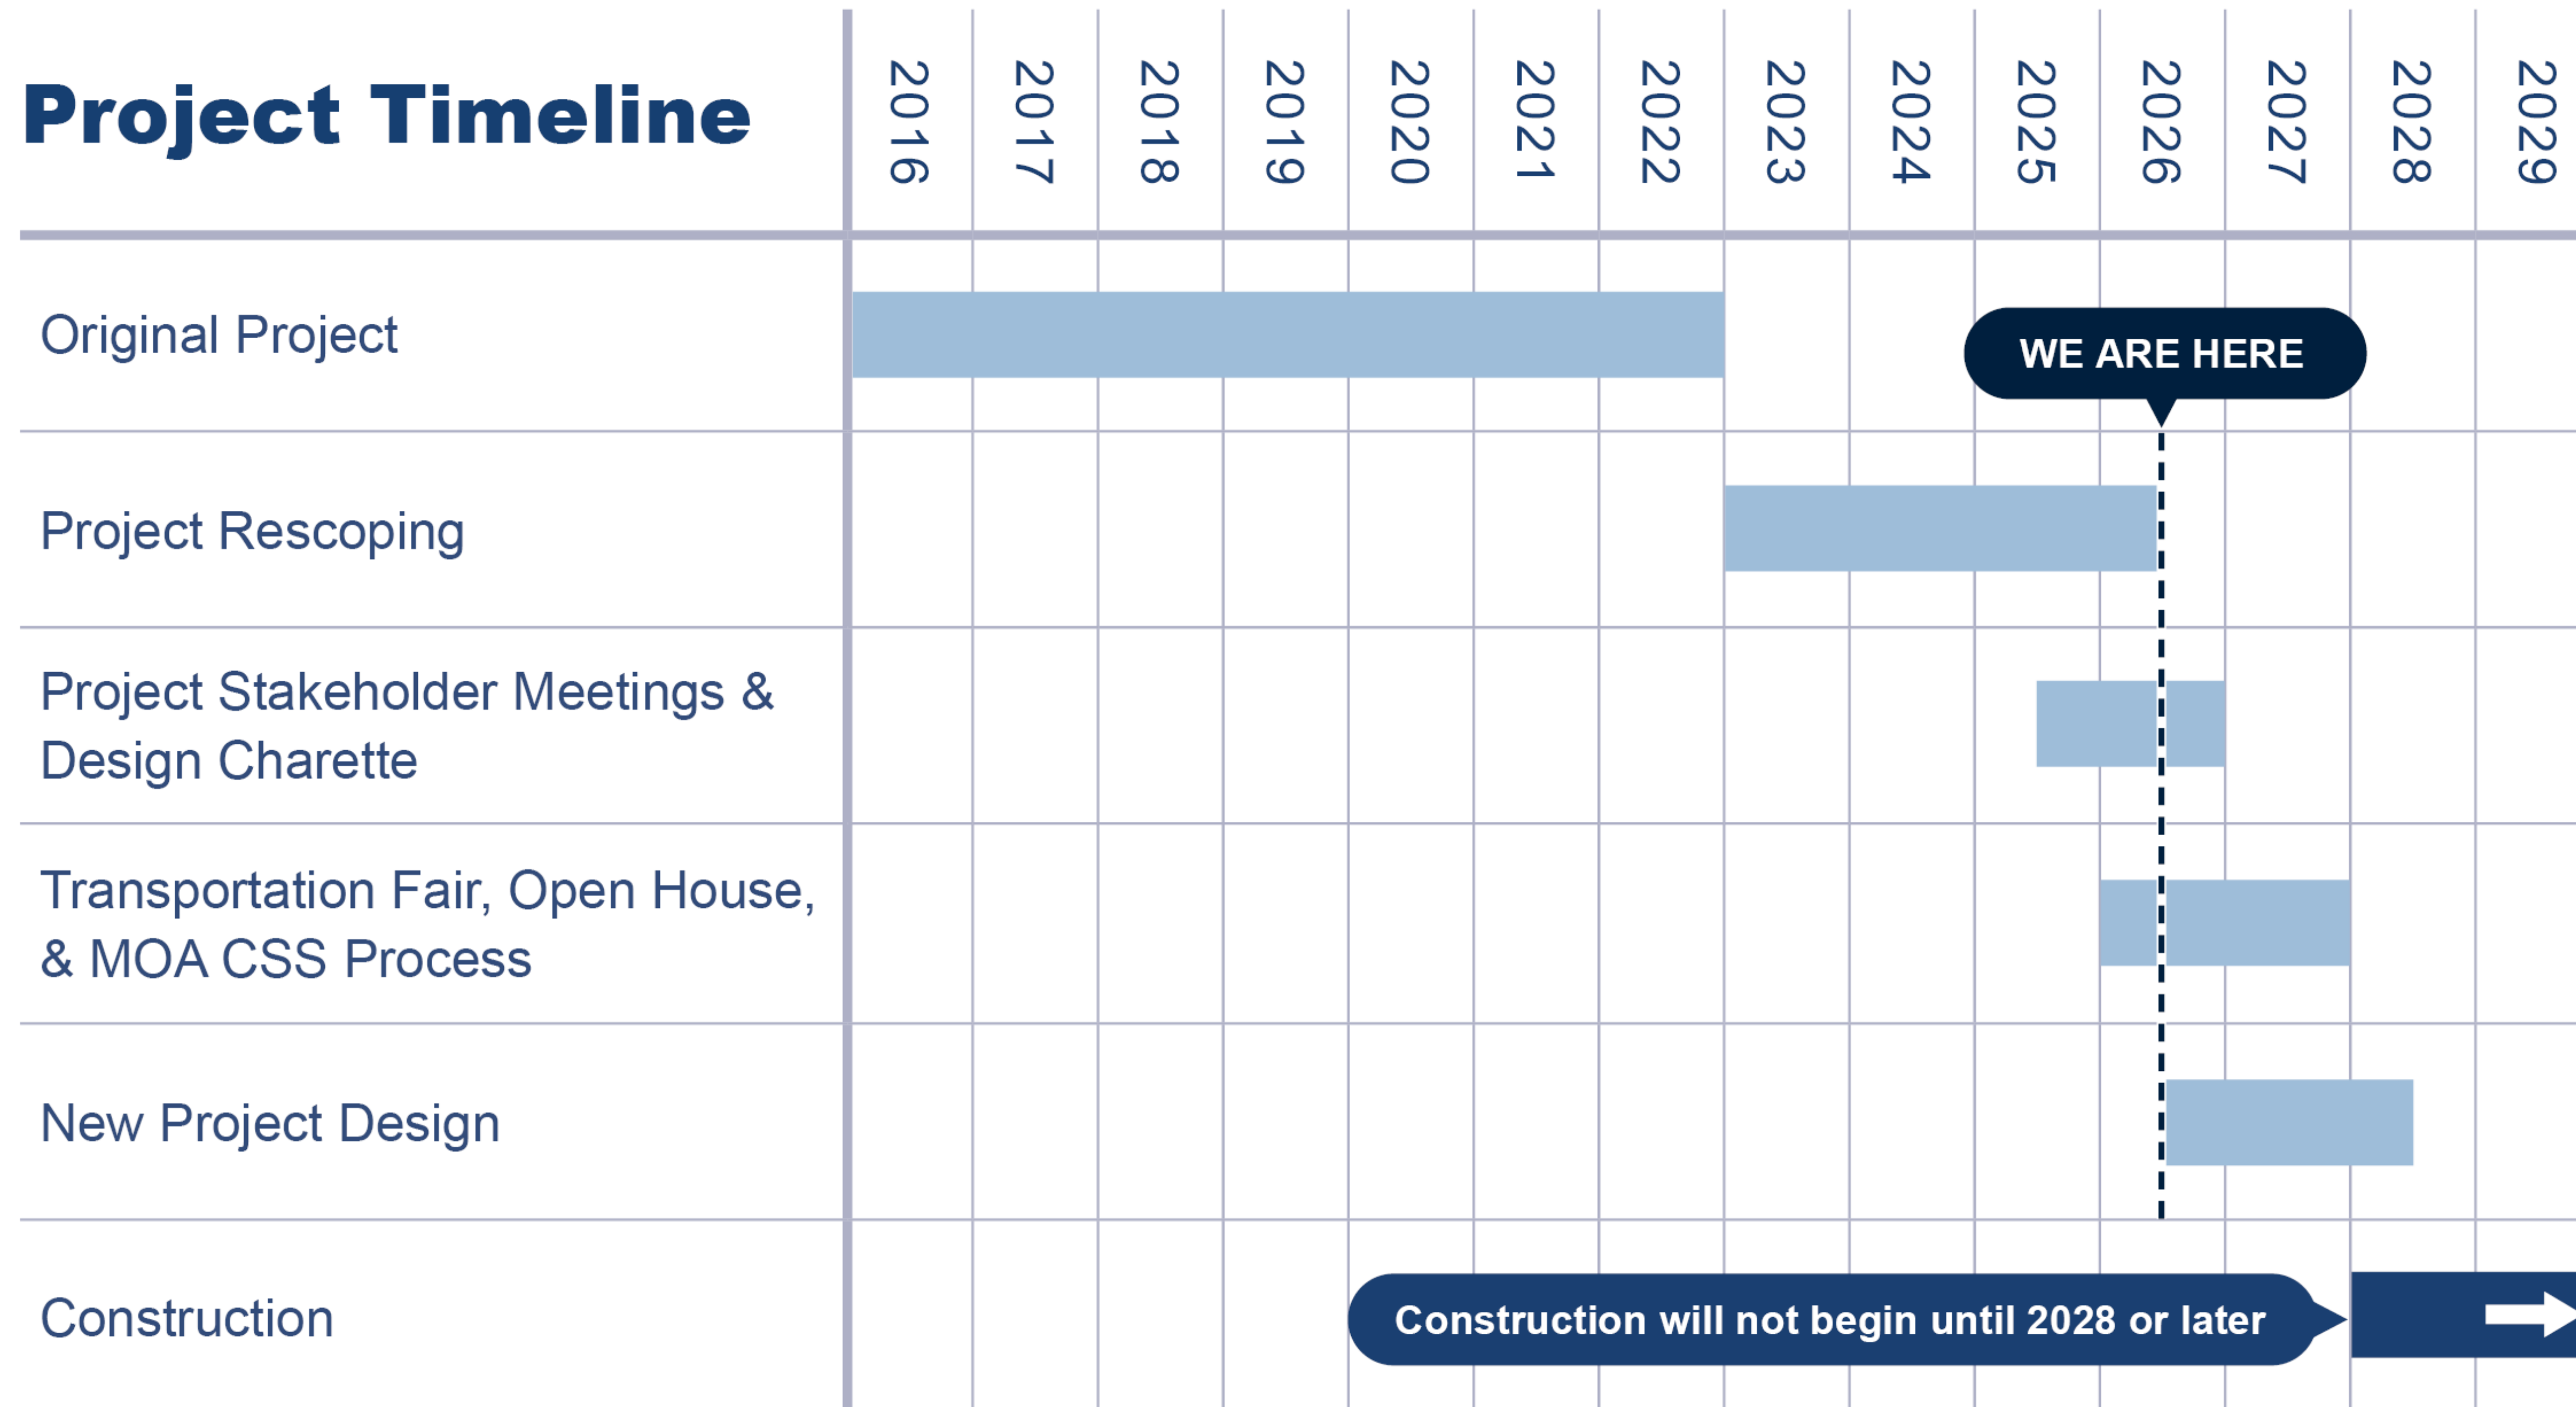 Project Timeline
2016
2017
2018
2019
2020
2021
2022
2023
2024
2025
2026
2027
2028
2029
Original Project
WE ARE HERE
Project Rescoping
Project Stakeholder Meetings &
Design Charette
Transportation Fair, Open House,
& MOA CSS Process
New Project Design
Construction
Construction will not begin until 2028 or later